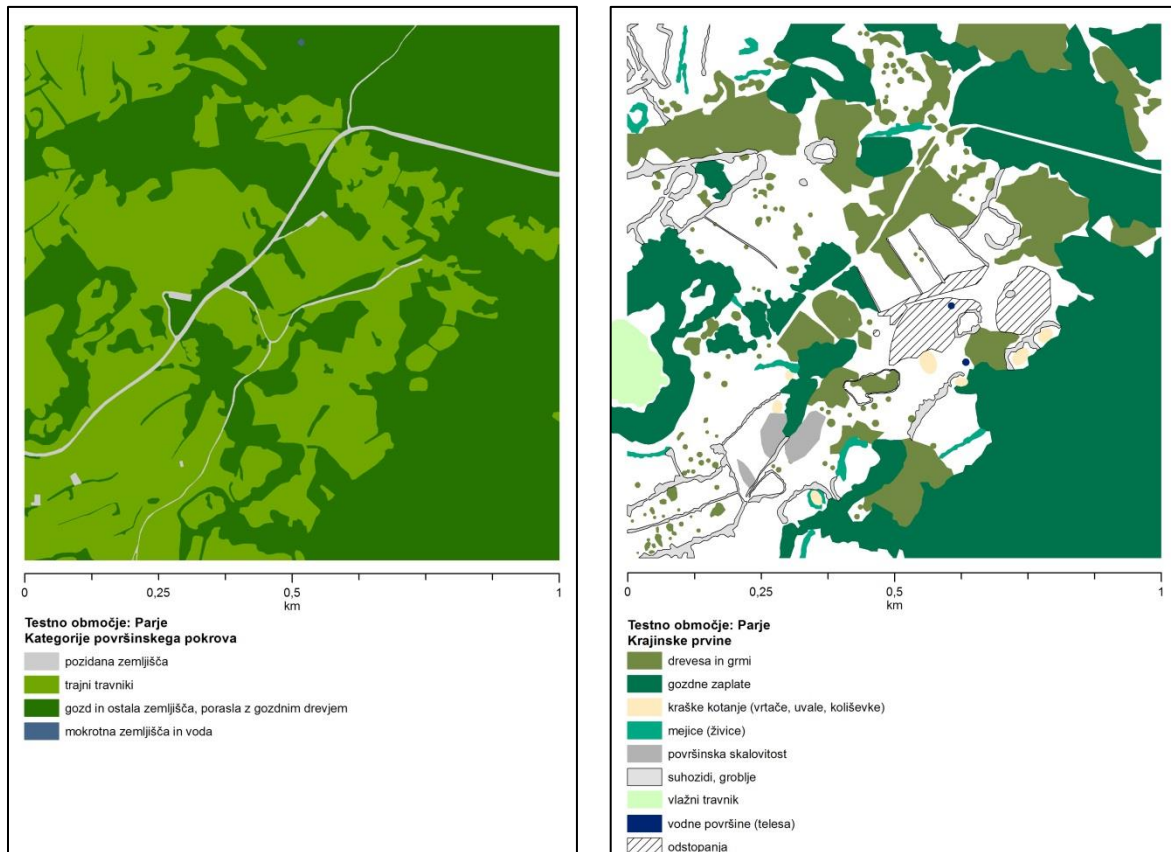 0
0,25
0,5
1
km
Testno območje: Parje
Kategorije površinskega pokrova
pozidana zemljišča
trajni travniki
gozd in ostala zemljišča, porasla z gozdnim drevjem
mokrotna zemljišča in voda
0
0,25
0,5
1
km
Testno območje: Parje
Krajinske prvine
drevesa in grmi
gozdne zaplate
kraške kotanje (vrtače, uvale, koliševke)
mejice (živice)
površinska skalovitost
suhozidi, groblje
vlažni travnik
vodne površine (telesa)
odstopanja